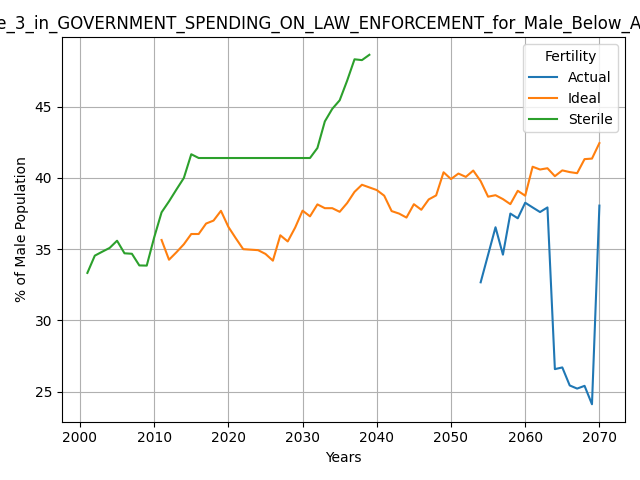 e_3_in_GOVERNMENT_SPENDING_ON_LAW_ENFORCEMENT_for_Male_Below_A
Fertility
Actual
Ideal
Sterile
% of Male Population
45
40
35
30
25
2000 2010 2020 2030 2040 2050 2060 2070
Years